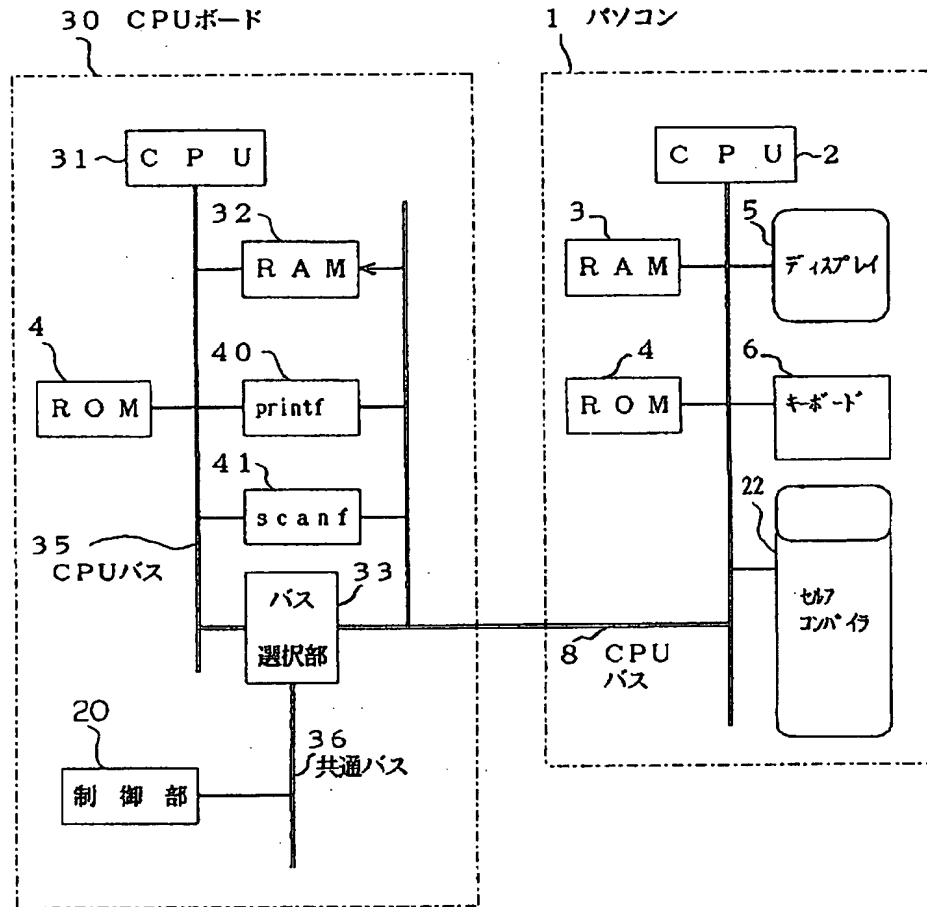 30 CPUボード
31 CPU
32
RAM
4
ROM
40
printf
41
scanf
35
CPUバス
33
バス
選択部
20
制御部
36
共通バス
1 パソコン
CPU 2
3
RAM
5
ディスプレイ
4
ROM
6
キーボード
22
セルフ
コンパイラ
8 CPU
バス